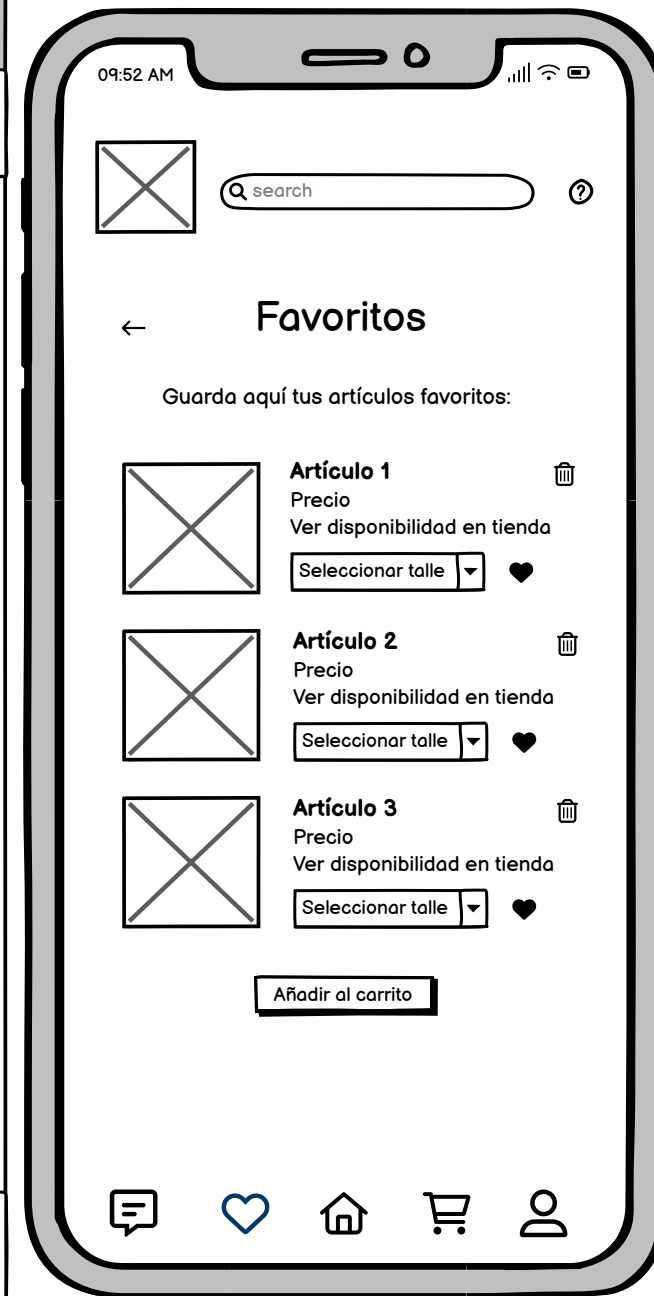 09:52 AM
search
?
Favoritos
Guarda aquí tus artículos favoritos:
Artículo 1
Precio
Ver disponibilidad en tienda
Seleccionar talle
Artículo 2
Precio
Ver disponibilidad en tienda
Seleccionar talle
Artículo 3
Precio
Ver disponibilidad en tienda
Seleccionar talle
Añadir al carrito